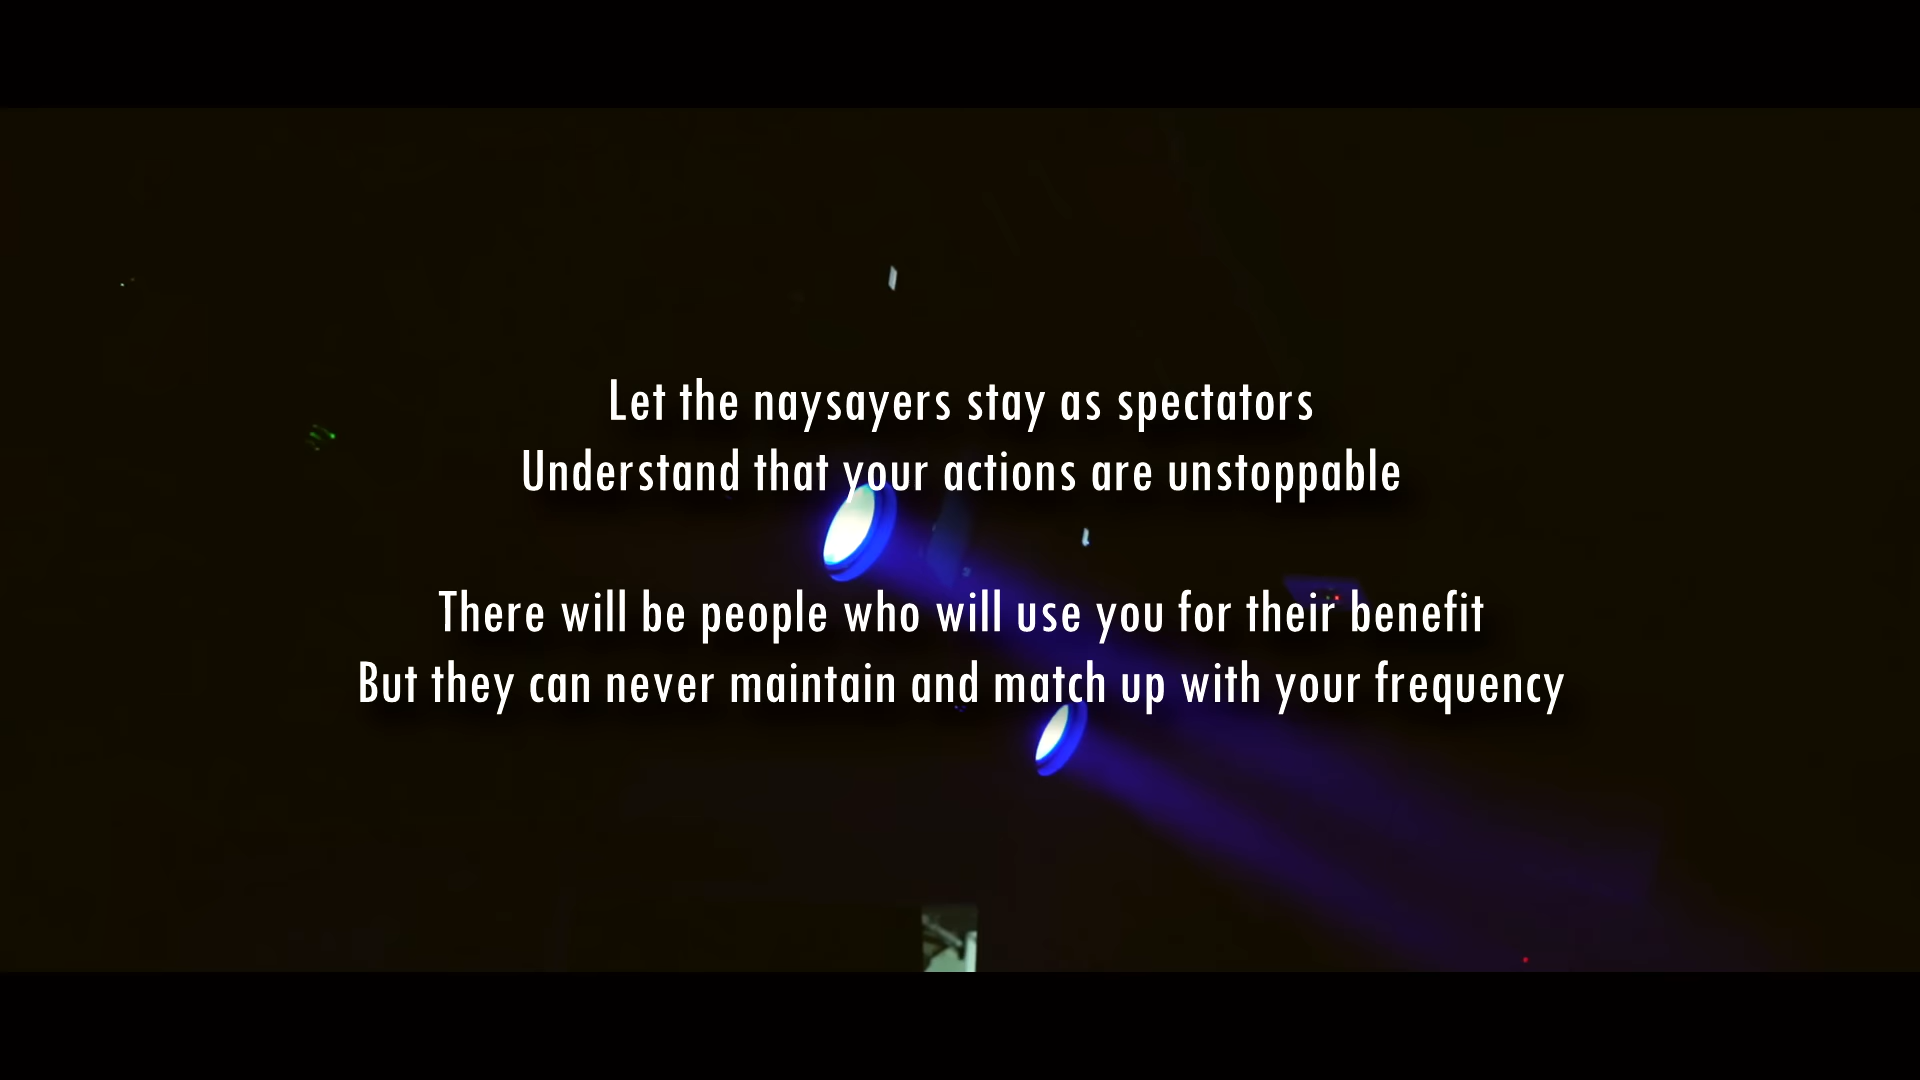 Let the naysayers stay as spectators
Understand that your actions are unstoppable
There will be people who will use you for their benefit
But they can never maintain and match up with your frequency